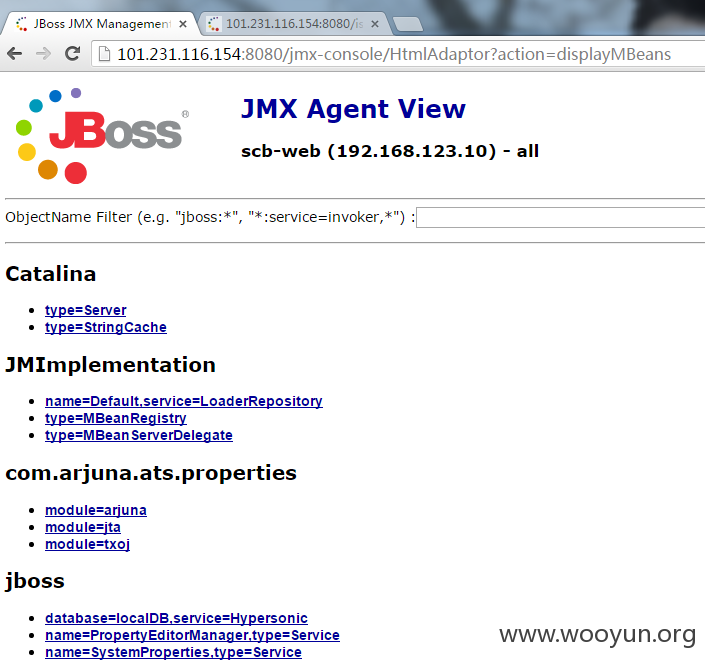 JBoss JMX Management
101.231.116.154:8080/is
101.231.116.154:8080/jmx-console/HtmlAdaptor?action=displayMBeans
JBoss®
JMX Agent View
scb-web (192.168.123.10) - all
ObjectName Filter (e.g. "jboss:*", "*:service=invoker,*") :
Catalina
type=Server
type=StringCache
JMImplementation
name=Default,service=LoaderRepository
type=MBeanRegistry
type=MBeanServerDelegate
com.arjuna.ats.properties
module=arjuna
module=jta
module=txoj
jboss
database=localDB,service=Hypersonic
name=PropertyEditorManager,type=Service
name=SystemProperties,type=Service
www.wooyun.org